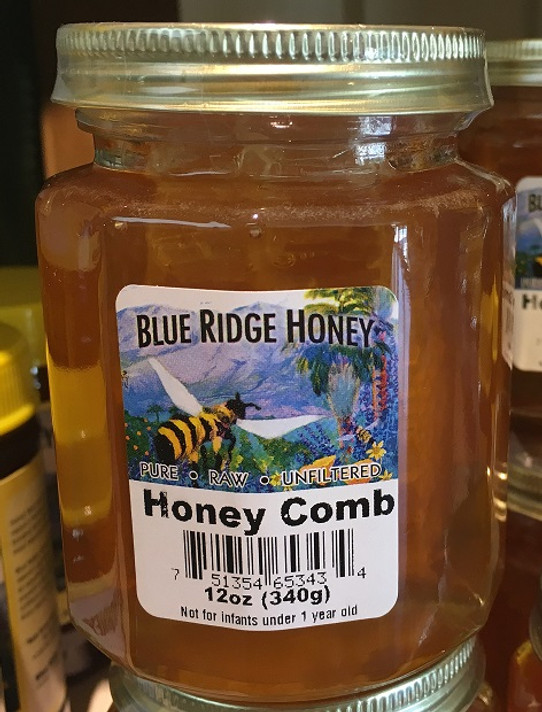 BLUE RIDGE HONEY
PURE • RAW • UNFILTERED
Honey Comb
7 51354 65343 4
12oz (340g)
Not for infants under 1 year old